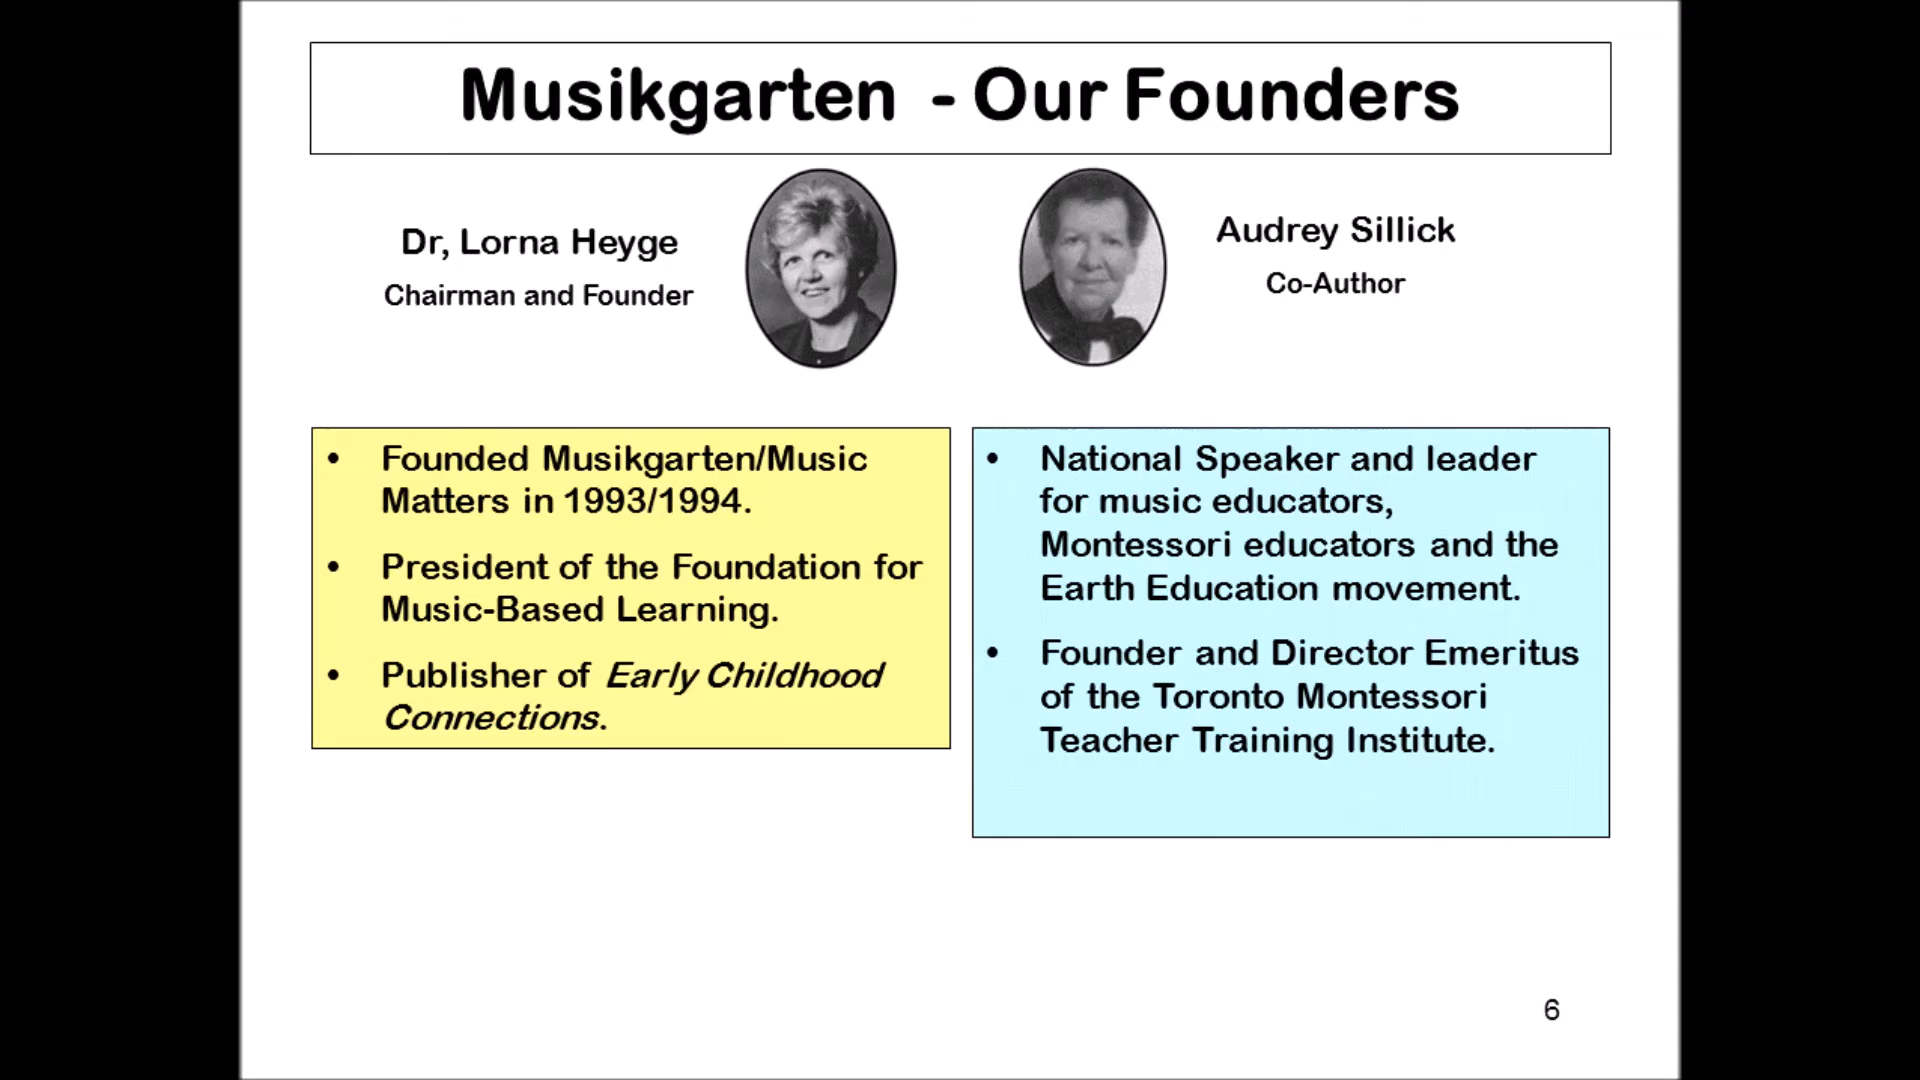 Musikgarten - Our Founders
Dr, Lorna Heyge
Chairman and Founder
Audrey Sillick
Co-Author
• Founded Musikgarten/Music
Matters in 1993/1994.
• President of the Foundation for
Music-Based Learning.
• Publisher of Early Childhood
Connections.
• National Speaker and leader
for music educators,
Montessori educators and the
Earth Education movement.
• Founder and Director Emeritus
of the Toronto Montessori
Teacher Training Institute.
6